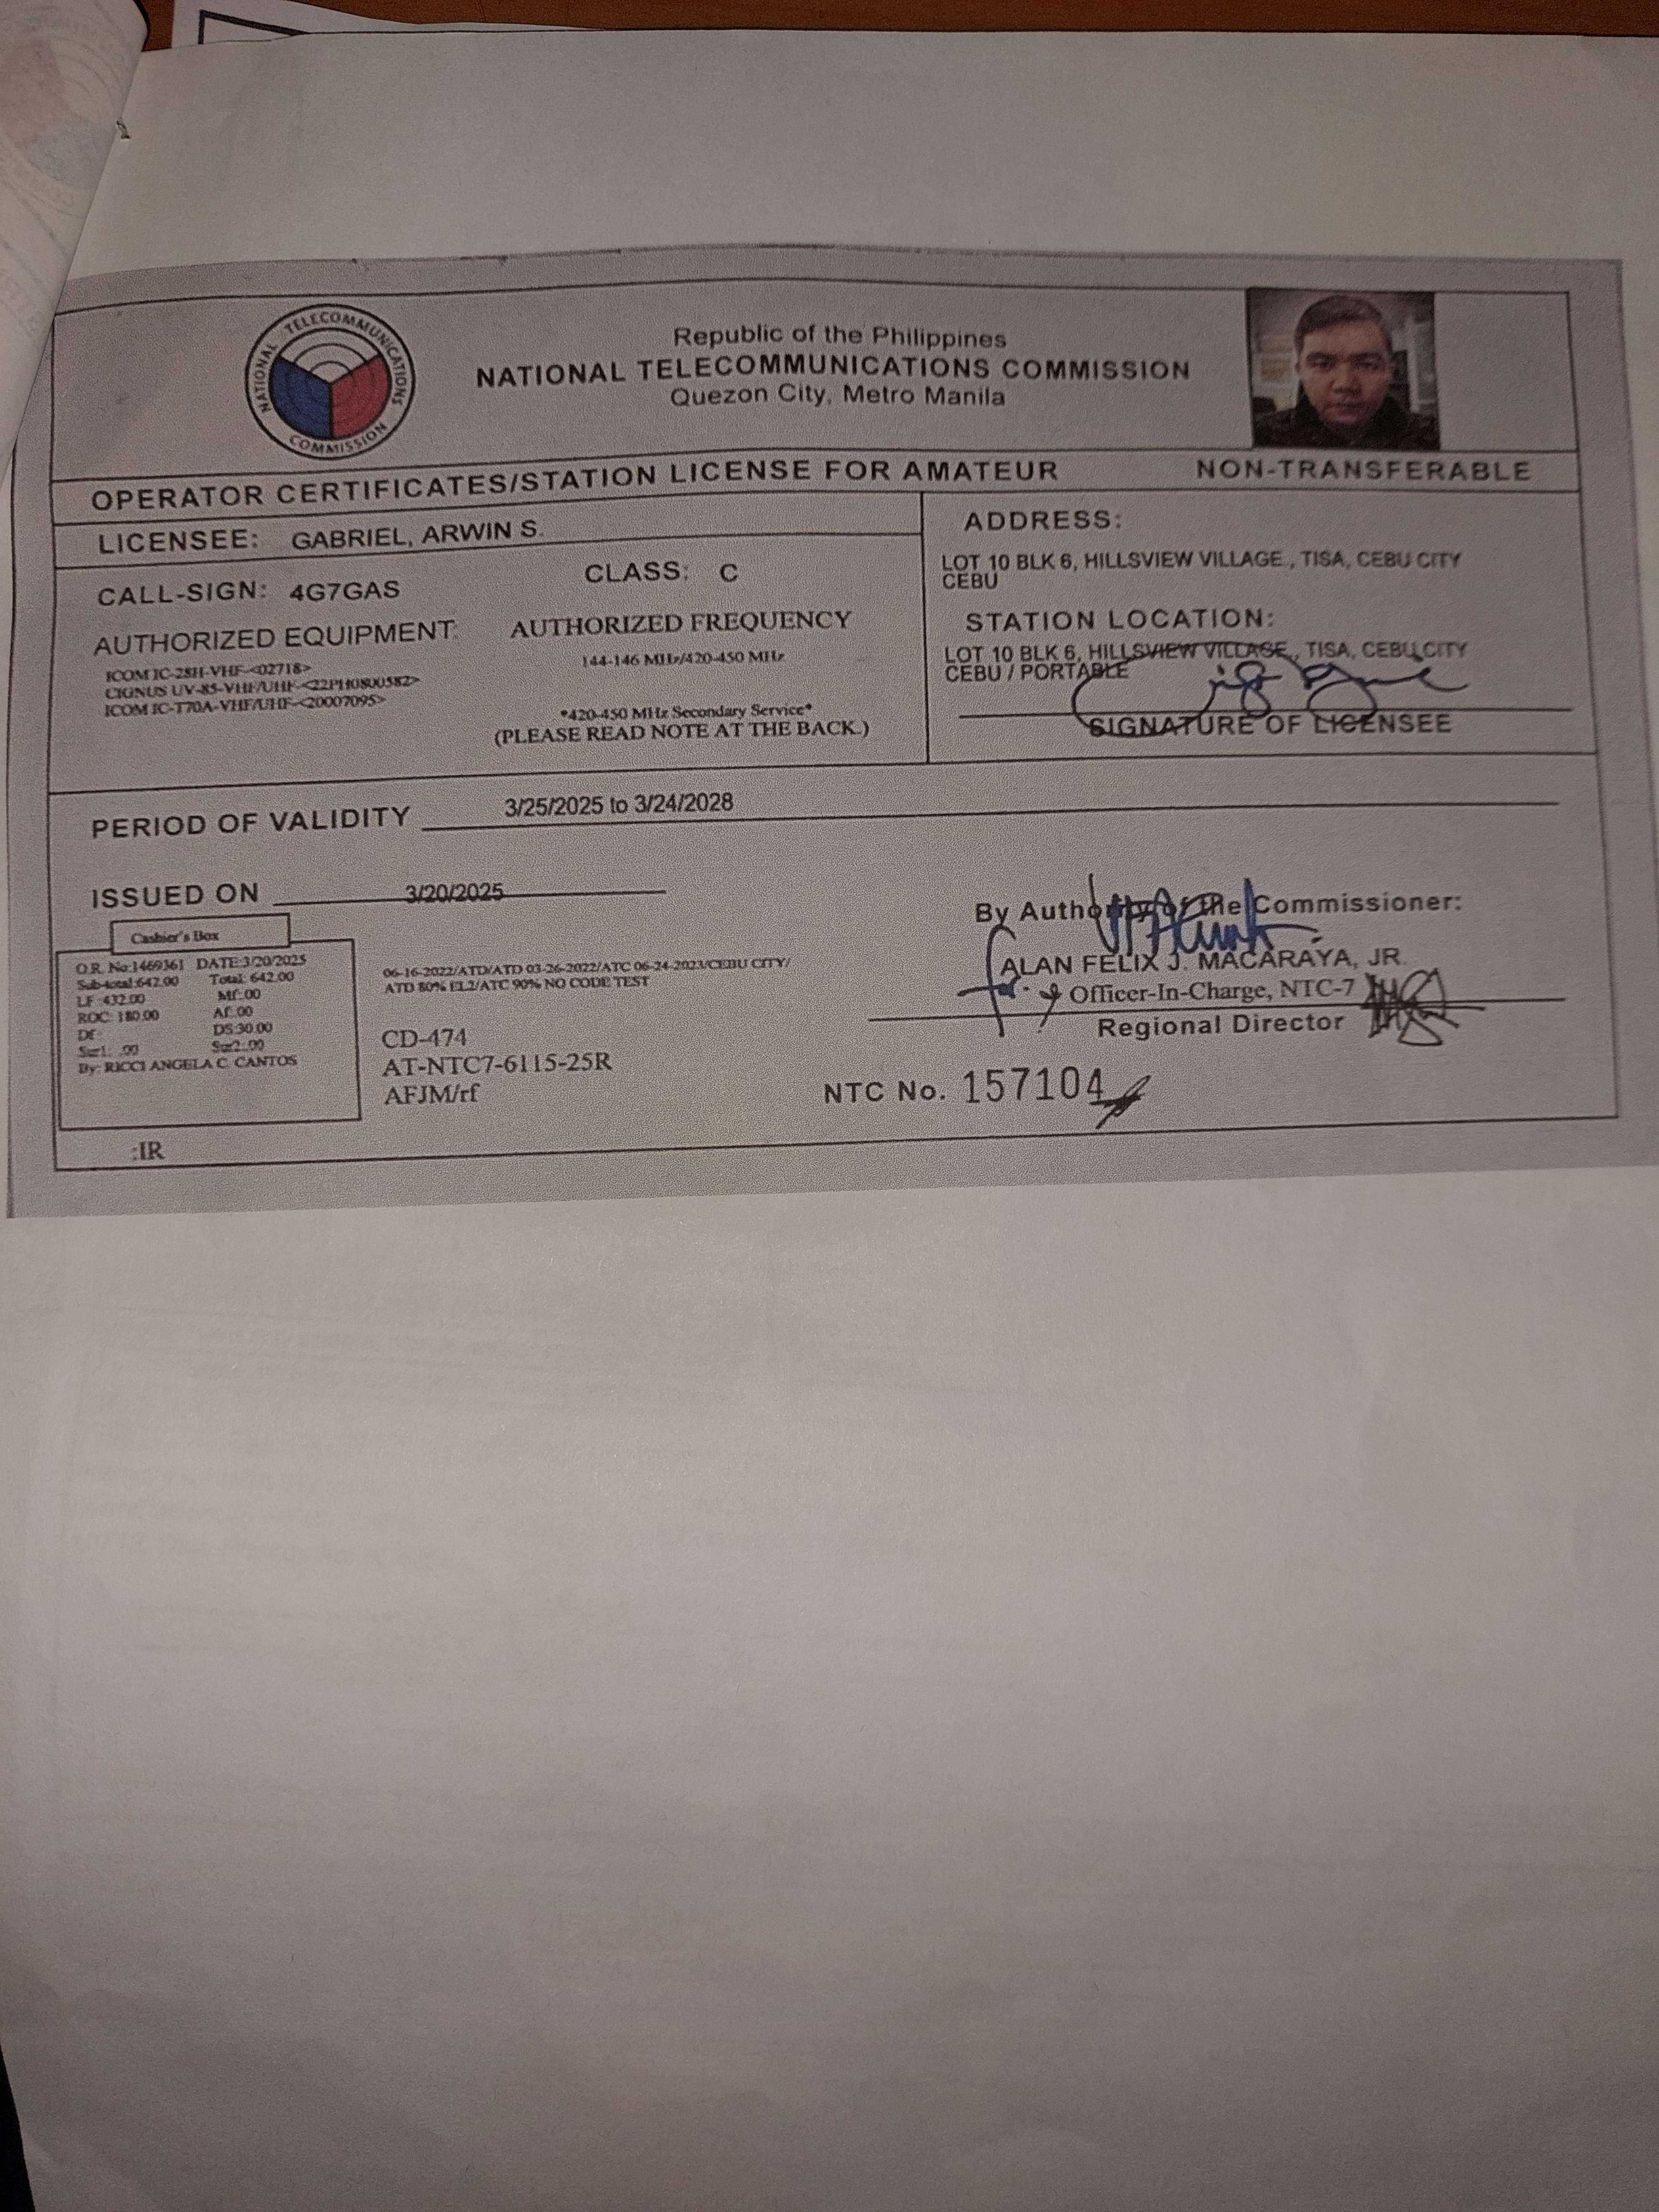 NATIONAL TELECOMMUNICATIONS COMMISSION
Republic of the Philippines
NATIONAL TELECOMMUNICATIONS COMMISSION
Quezon City, Metro Manila
OPERATOR CERTIFICATES/STATION LICENSE FOR AMATEUR NON-TRANSFERABLE
LICENSEE: GABRIEL, ARWIN S.
CALL-SIGN: 4G7GAS
CLASS: C
AUTHORIZED EQUIPMENT:
ICOM IC-28H-VHF-<02718>
CIGNUS UV-85-VHF/UHF-<22PH0800582>
ICOM IC-T70A-VHF/UHF-<20007095>
AUTHORIZED FREQUENCY
144-146 MHz/420-450 MHz
*420-450 MHz Secondary Service*
(PLEASE READ NOTE AT THE BACK.)
ADDRESS:
LOT 10 BLK 6, HILLSVIEW VILLAGE., TISA, CEBU CITY
CEBU
STATION LOCATION:
LOT 10 BLK 6, HILLSVIEW VILLAGE., TISA, CEBU CITY
CEBU / PORTABLE
SIGNATURE OF LICENSEE
PERIOD OF VALIDITY 3/25/2025 to 3/24/2028
ISSUED ON 3/20/2025
Cashier's Box
O.R. No:1469361 DATE:3/20/2025
Sub-total:642.00 Total: 642.00
LF :432.00 Mf:.00
ROC: 180.00 Af:.00
Df:- DS:30.00
Sur1: .00 Sur2:.00
By: RICCI ANGELA C. CANTOS
:IR
06-16-2022/ATD/ATD 03-26-2022/ATC 06-24-2023/CEBU CITY/
ATD 80% EL2/ATC 90% NO CODE TEST
CD-474
AT-NTC7-6115-25R
AFJM/rf
By Authority of the Commissioner:
ALAN FELIX J. MACARAYA, JR.
for: Officer-In-Charge, NTC-7
Regional Director
NTC No. 157104